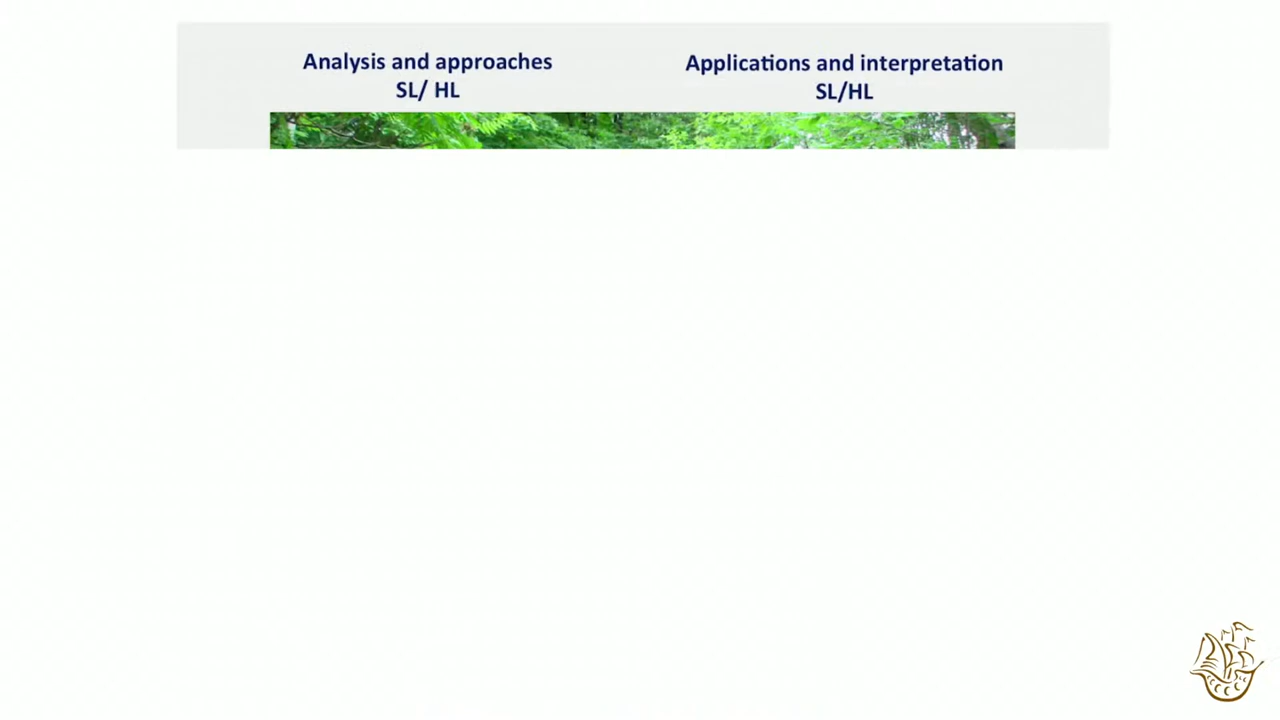 Analysis and approaches
SL/ HL
Applications and interpretation
SL/HL